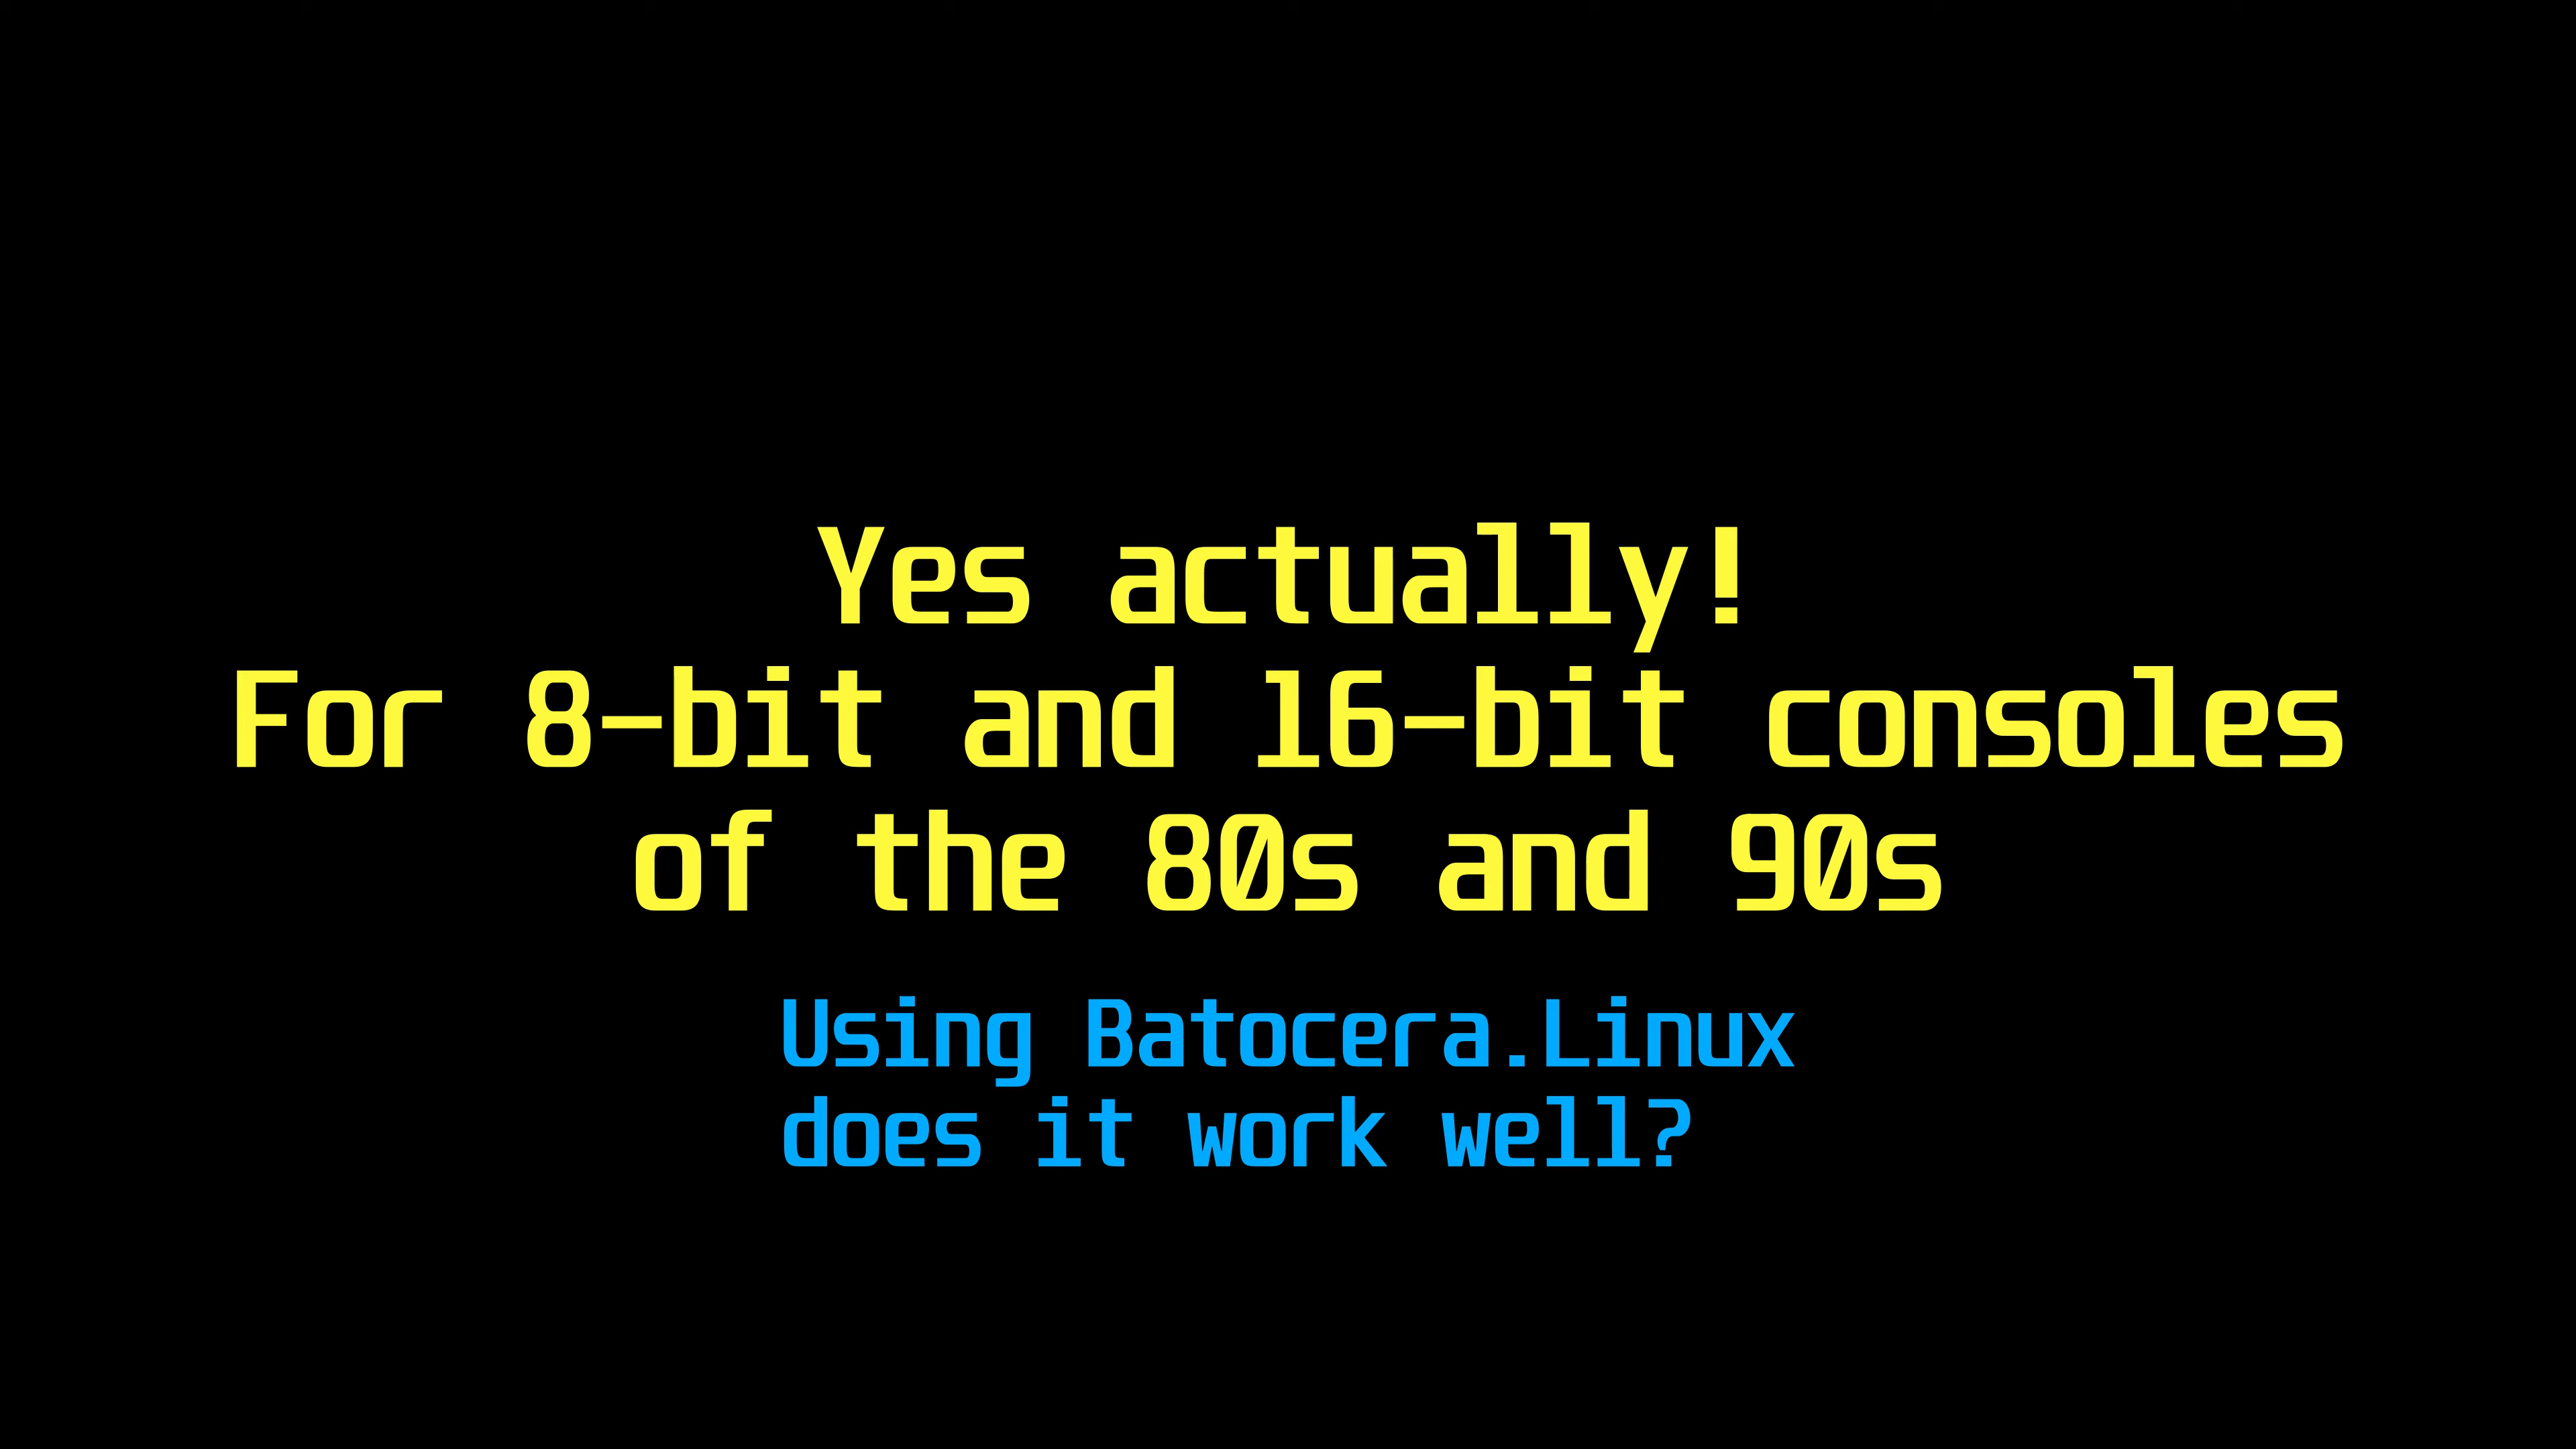 Yes actually!
For 8-bit and 16-bit consoles
of the 80s and 90s
Using Batocera.Linux
does it work well?